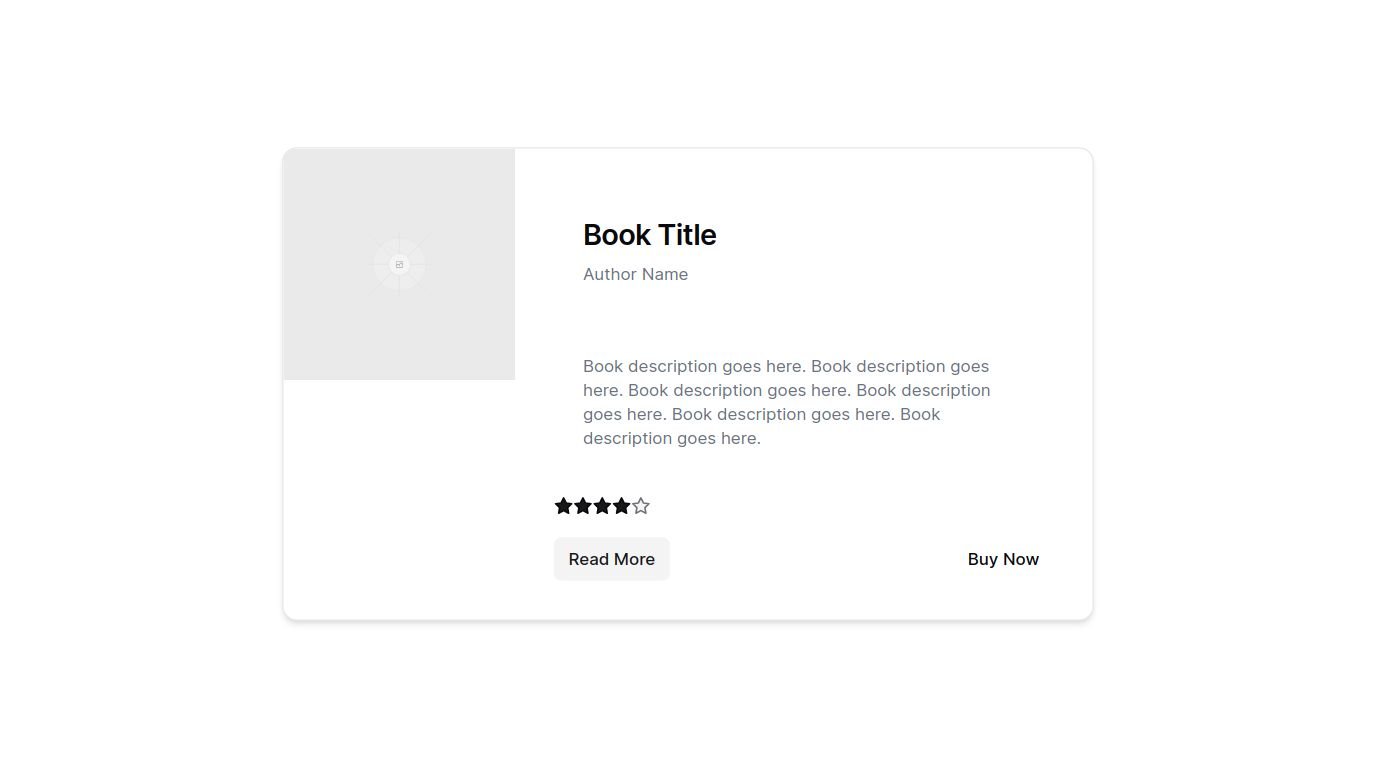 Book Title
Author Name
Book description goes here. Book description goes
here. Book description goes here. Book description
goes here. Book description goes here. Book
description goes here.
Read More
Buy Now